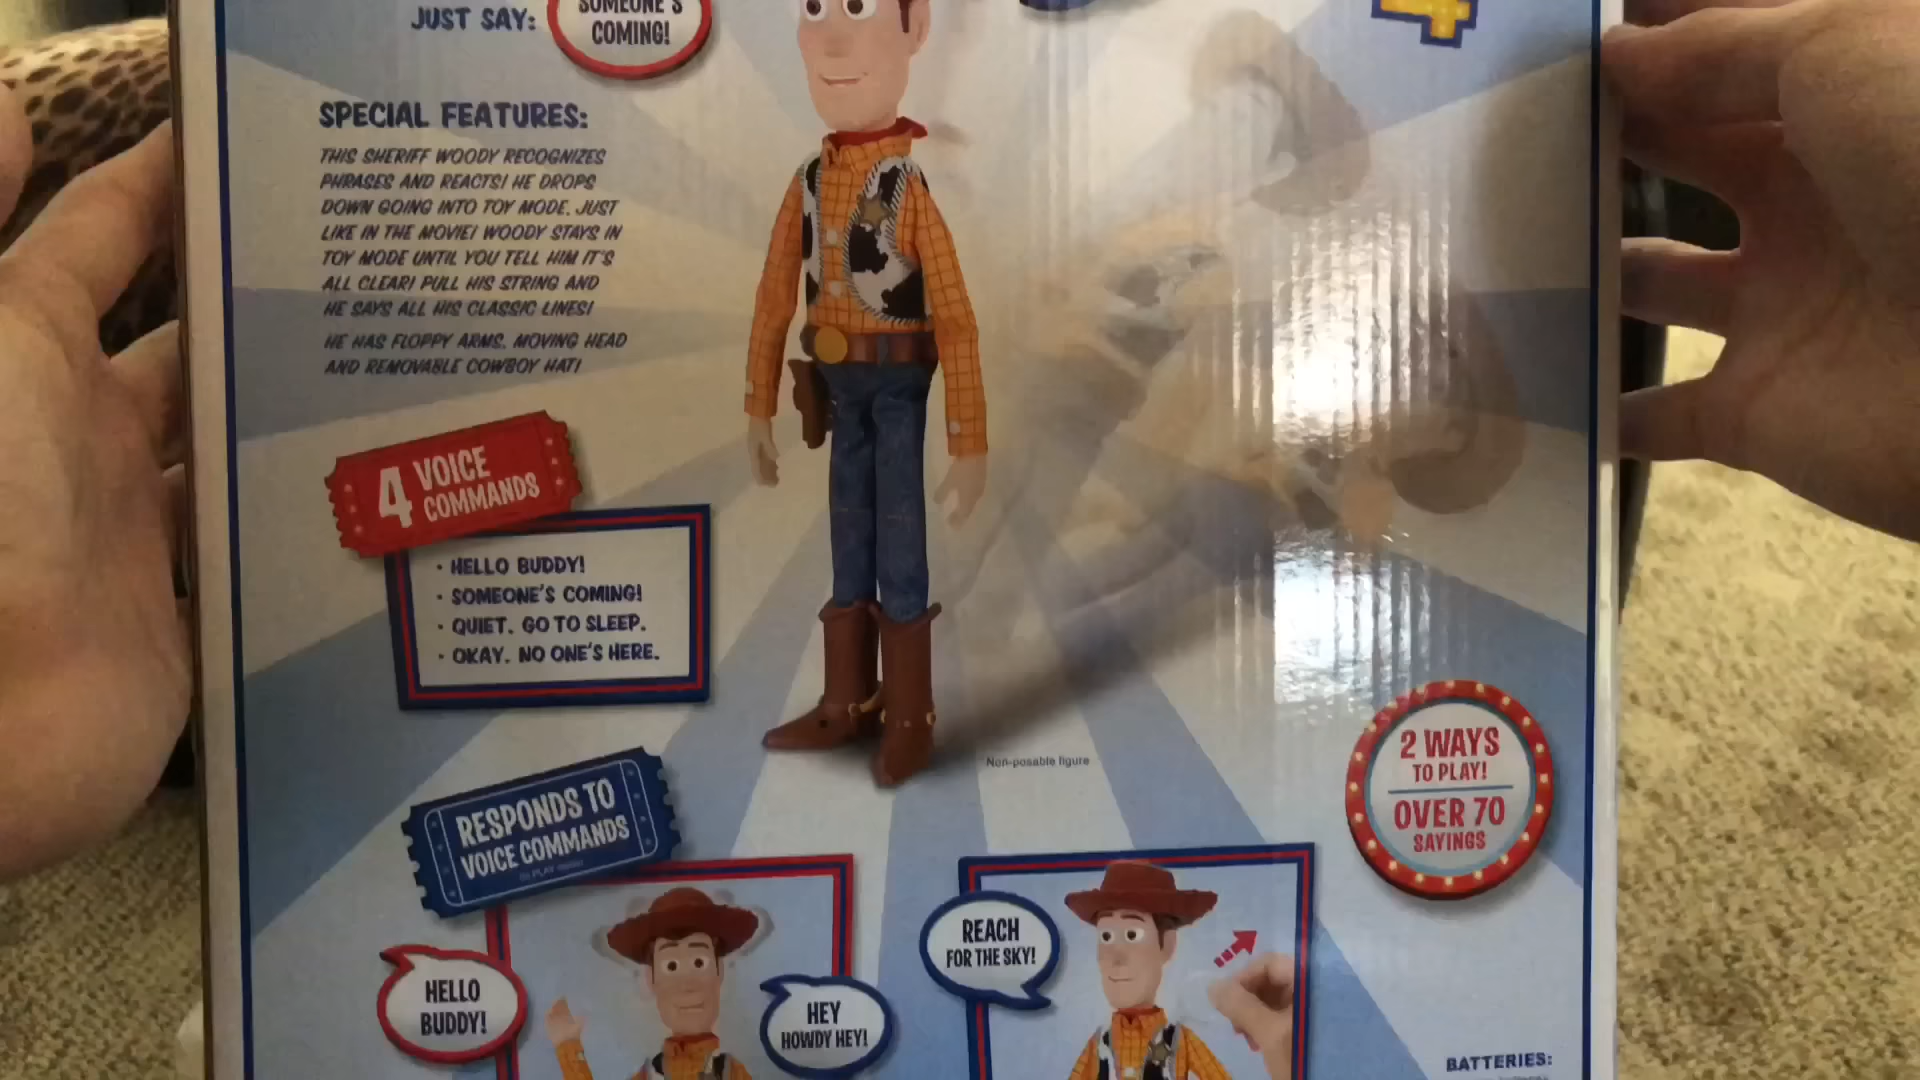 JUST SAY:
SOMEONE'S
COMING!
4
SPECIAL FEATURES:
THIS SHERIFF WOODY RECOGNIZES
PHRASES AND REACTS! HE DROPS
DOWN GOING INTO TOY MODE, JUST
LIKE IN THE MOVIE! WOODY STAYS IN
TOY MODE UNTIL YOU TELL HIM IT'S
ALL CLEAR! PULL HIS STRING AND
HE SAYS ALL HIS CLASSIC LINES!
HE HAS FLOPPY ARMS, MOVING HEAD
AND REMOVABLE COWBOY HAT!
4 VOICE
COMMANDS
· HELLO BUDDY!
· SOMEONE'S COMING!
· QUIET. GO TO SLEEP.
· OKAY. NO ONE'S HERE.
Non-posable figure
2 WAYS
TO PLAY!
OVER 70
SAYINGS
RESPONDS TO
VOICE COMMANDS
HELLO
BUDDY!
HEY
HOWDY HEY!
REACH
FOR THE SKY!
BATTERIES: